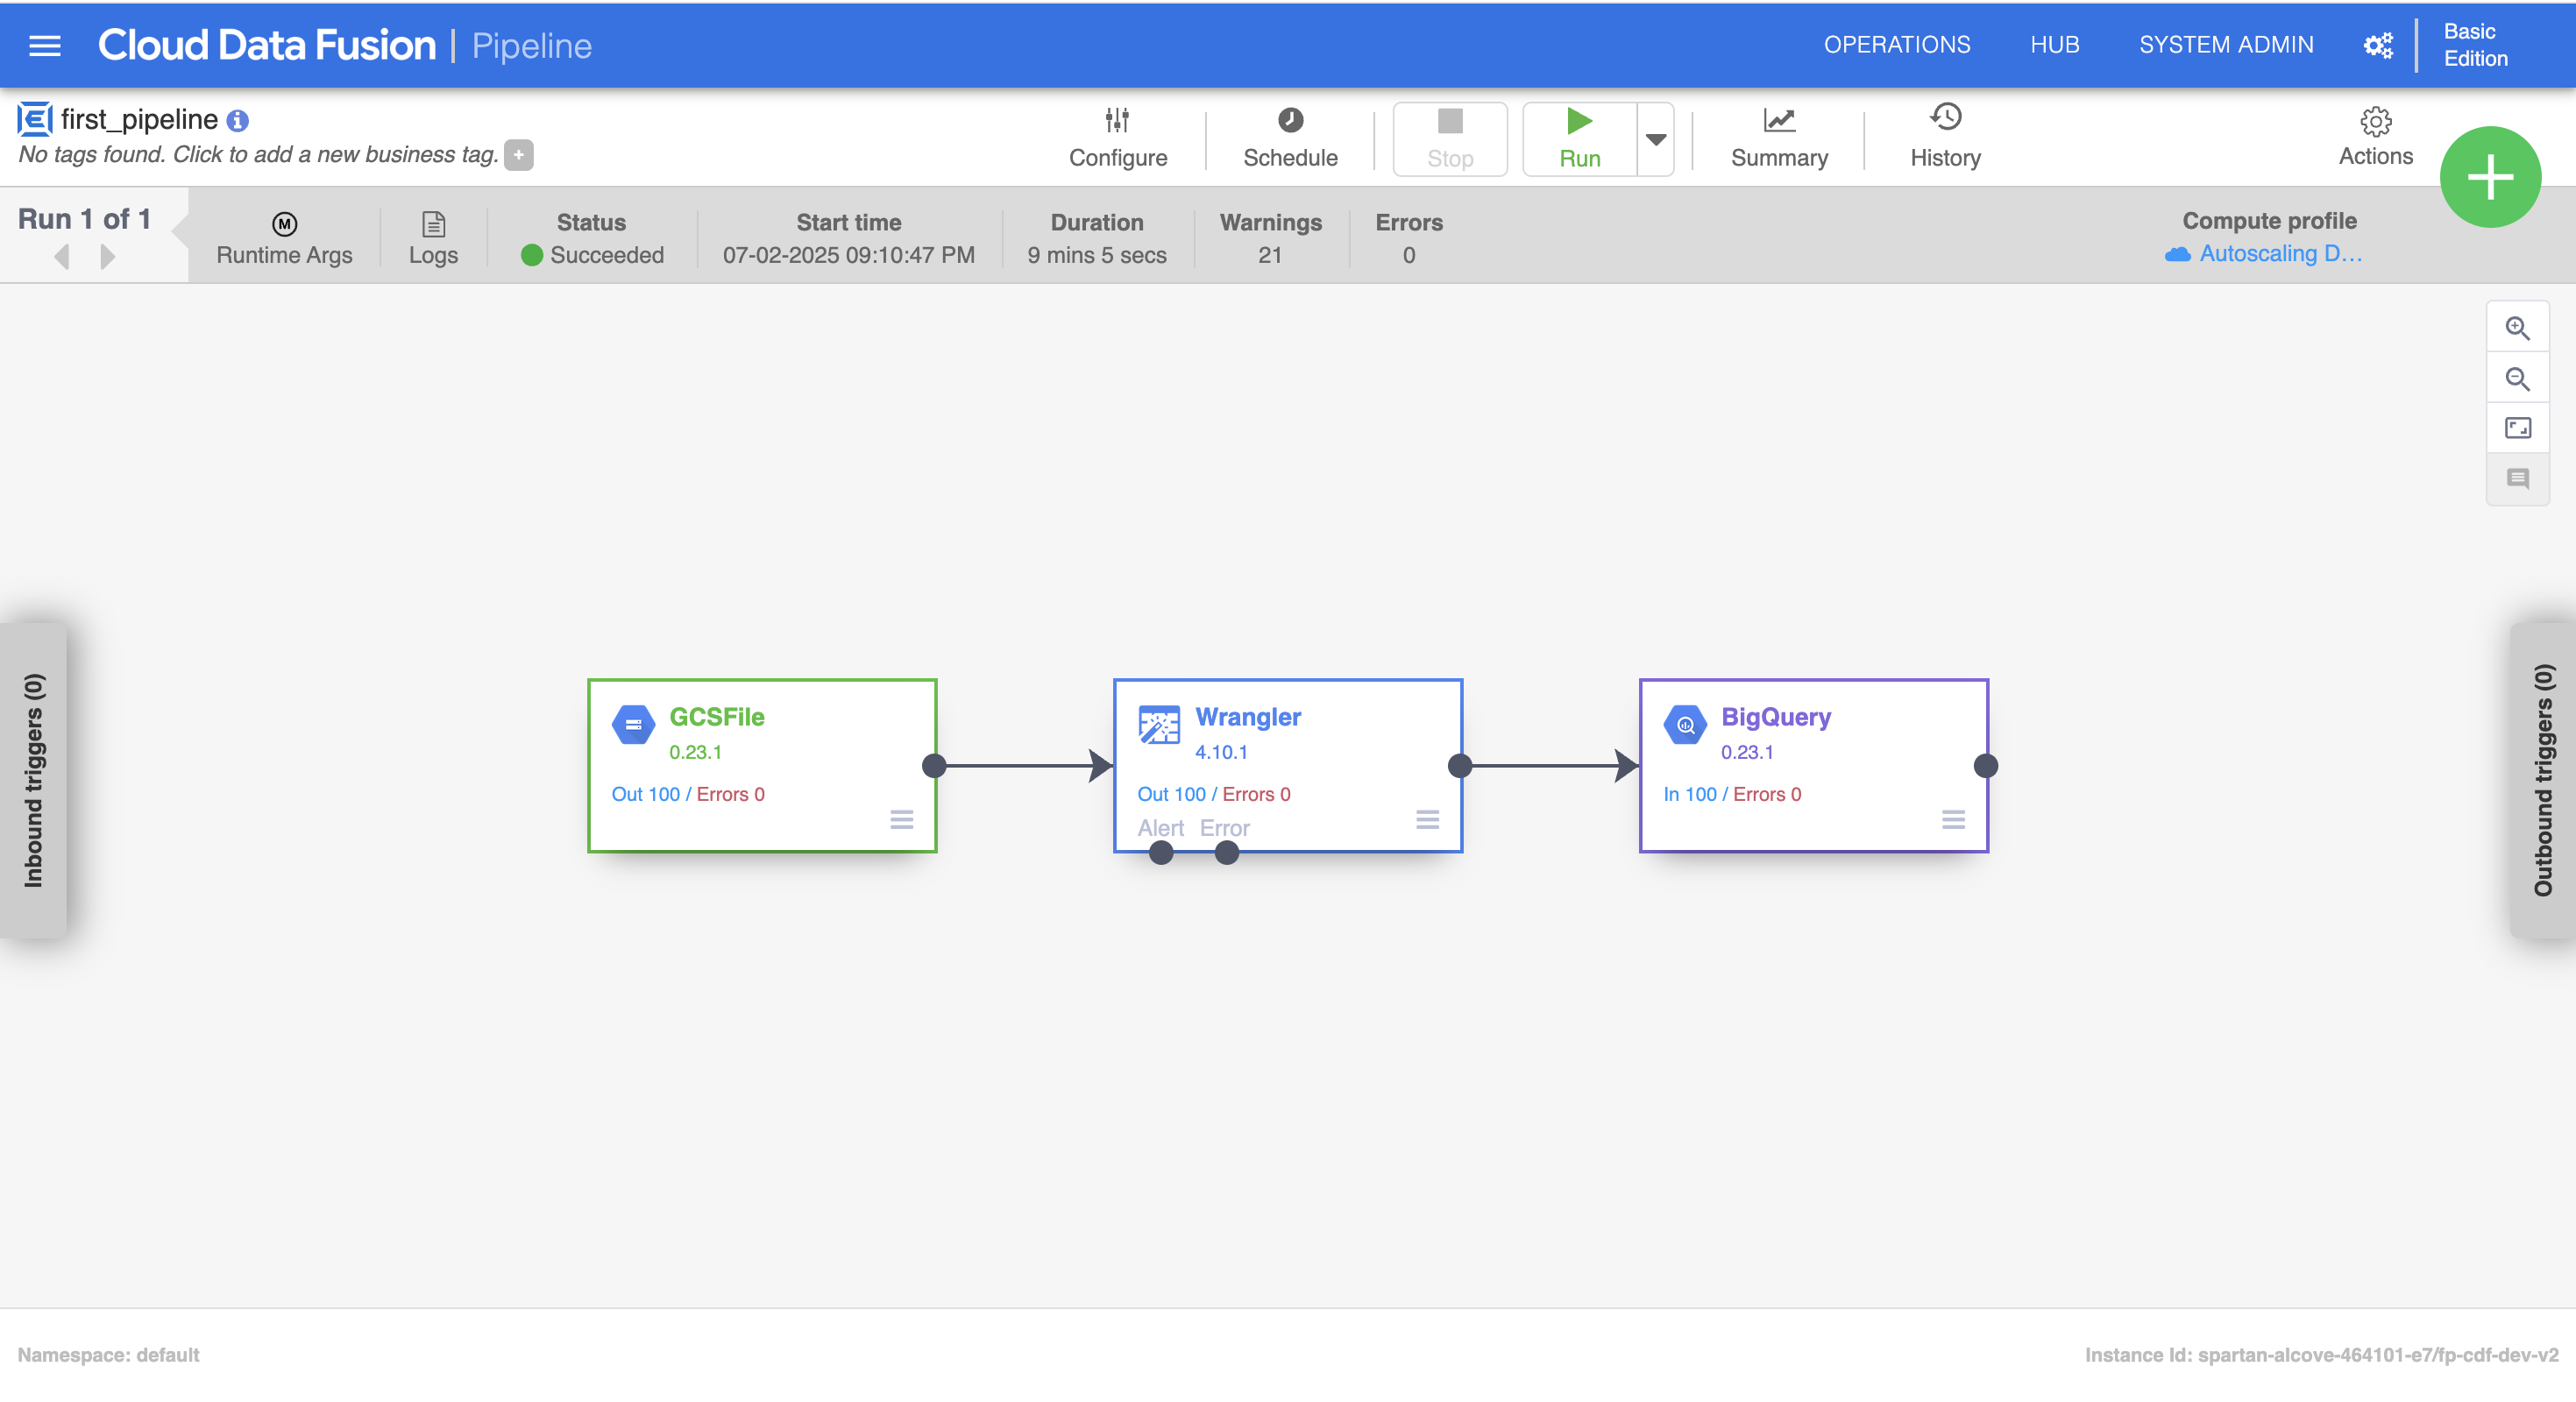 Cloud Data Fusion | Pipeline
OPERATIONS HUB SYSTEM ADMIN
Basic
Edition
first_pipeline
No tags found. Click to add a new business tag. +
Configure
Schedule
Stop
Run
Summary
History
Actions
Run 1 of 1
Runtime Args
Logs
Status
Succeeded
Start time
07-02-2025 09:10:47 PM
Duration
9 mins 5 secs
Warnings
21
Errors
0
Compute profile
Autoscaling D...
Inbound triggers (0)
GCSFile
0.23.1
Out 100 / Errors 0
Wrangler
4.10.1
Out 100 / Errors 0
Alert Error
BigQuery
0.23.1
In 100 / Errors 0
Outbound triggers (0)
Namespace: default
Instance Id: spartan-alcove-464101-e7/fp-cdf-dev-v2